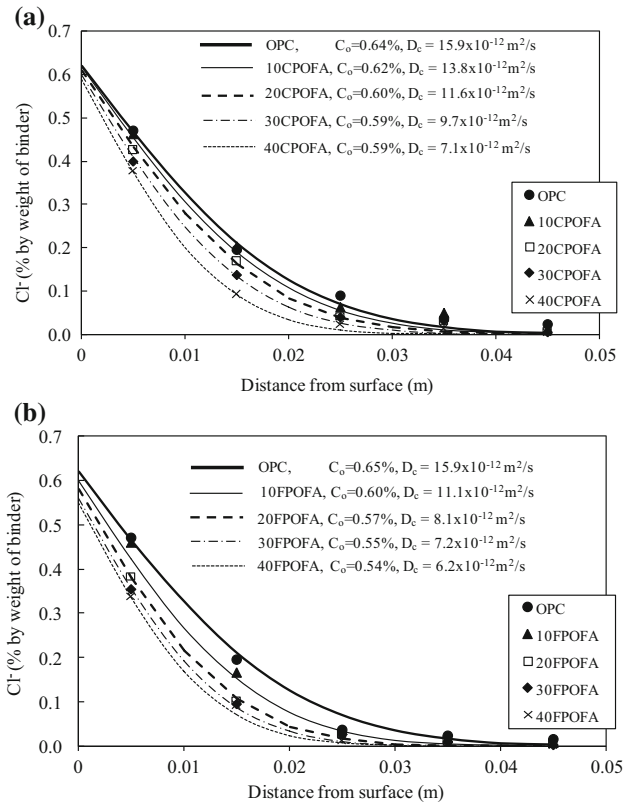 (a)
0.7
0.6
0.5
0.4
0.3
0.2
0.1
0.0
Cl⁻ (% by weight of binder)
OPC, C₀=0.64%, D꜀ = 15.9x10⁻¹² m²/s
10CPOFA, C₀=0.62%, D꜀ = 13.8x10⁻¹² m²/s
20CPOFA, C₀=0.60%, D꜀ = 11.6x10⁻¹² m²/s
30CPOFA, C₀=0.59%, D꜀ = 9.7x10⁻¹² m²/s
40CPOFA, C₀=0.59%, D꜀ = 7.1x10⁻¹² m²/s
OPC
10CPOFA
20CPOFA
30CPOFA
40CPOFA
0 0.01 0.02 0.03 0.04 0.05
Distance from surface (m)
(b)
0.7
0.6
0.5
0.4
0.3
0.2
0.1
0.0
Cl⁻ (% by weight of binder)
OPC, C₀=0.65%, D꜀ = 15.9x10⁻¹² m²/s
10FPOFA, C₀=0.60%, D꜀ = 11.1x10⁻¹² m²/s
20FPOFA, C₀=0.57%, D꜀ = 8.1x10⁻¹² m²/s
30FPOFA, C₀=0.55%, D꜀ = 7.2x10⁻¹² m²/s
40FPOFA, C₀=0.54%, D꜀ = 6.2x10⁻¹² m²/s
OPC
10FPOFA
20FPOFA
30FPOFA
40FPOFA
0 0.01 0.02 0.03 0.04 0.05
Distance from surface (m)